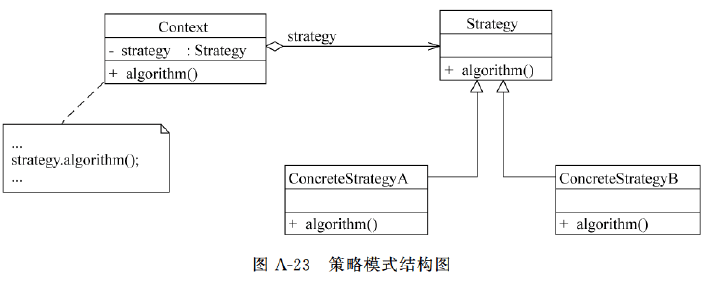 Context
- strategy : Strategy
+ algorithm()
strategy
Strategy
+ algorithm()
...
strategy.algorithm();
...
ConcreteStrategyA
+ algorithm()
ConcreteStrategyB
+ algorithm()
图 A-23 策略模式结构图